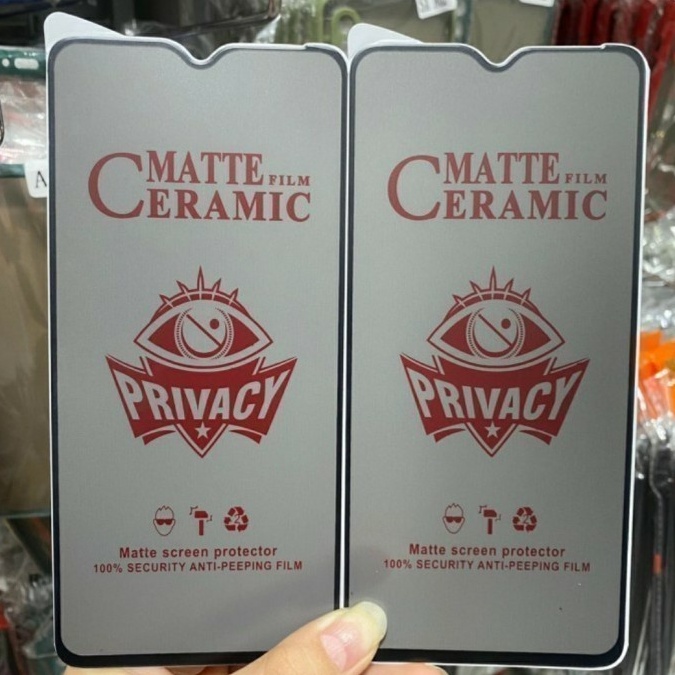 MATTE FILM
CERAMIC
PRIVACY
Matte screen protector
100% SECURITY ANTI-PEEPING FILM
MATTE FILM
CERAMIC
PRIVACY
Matte screen protector
100% SECURITY ANTI-PEEPING FILM
A